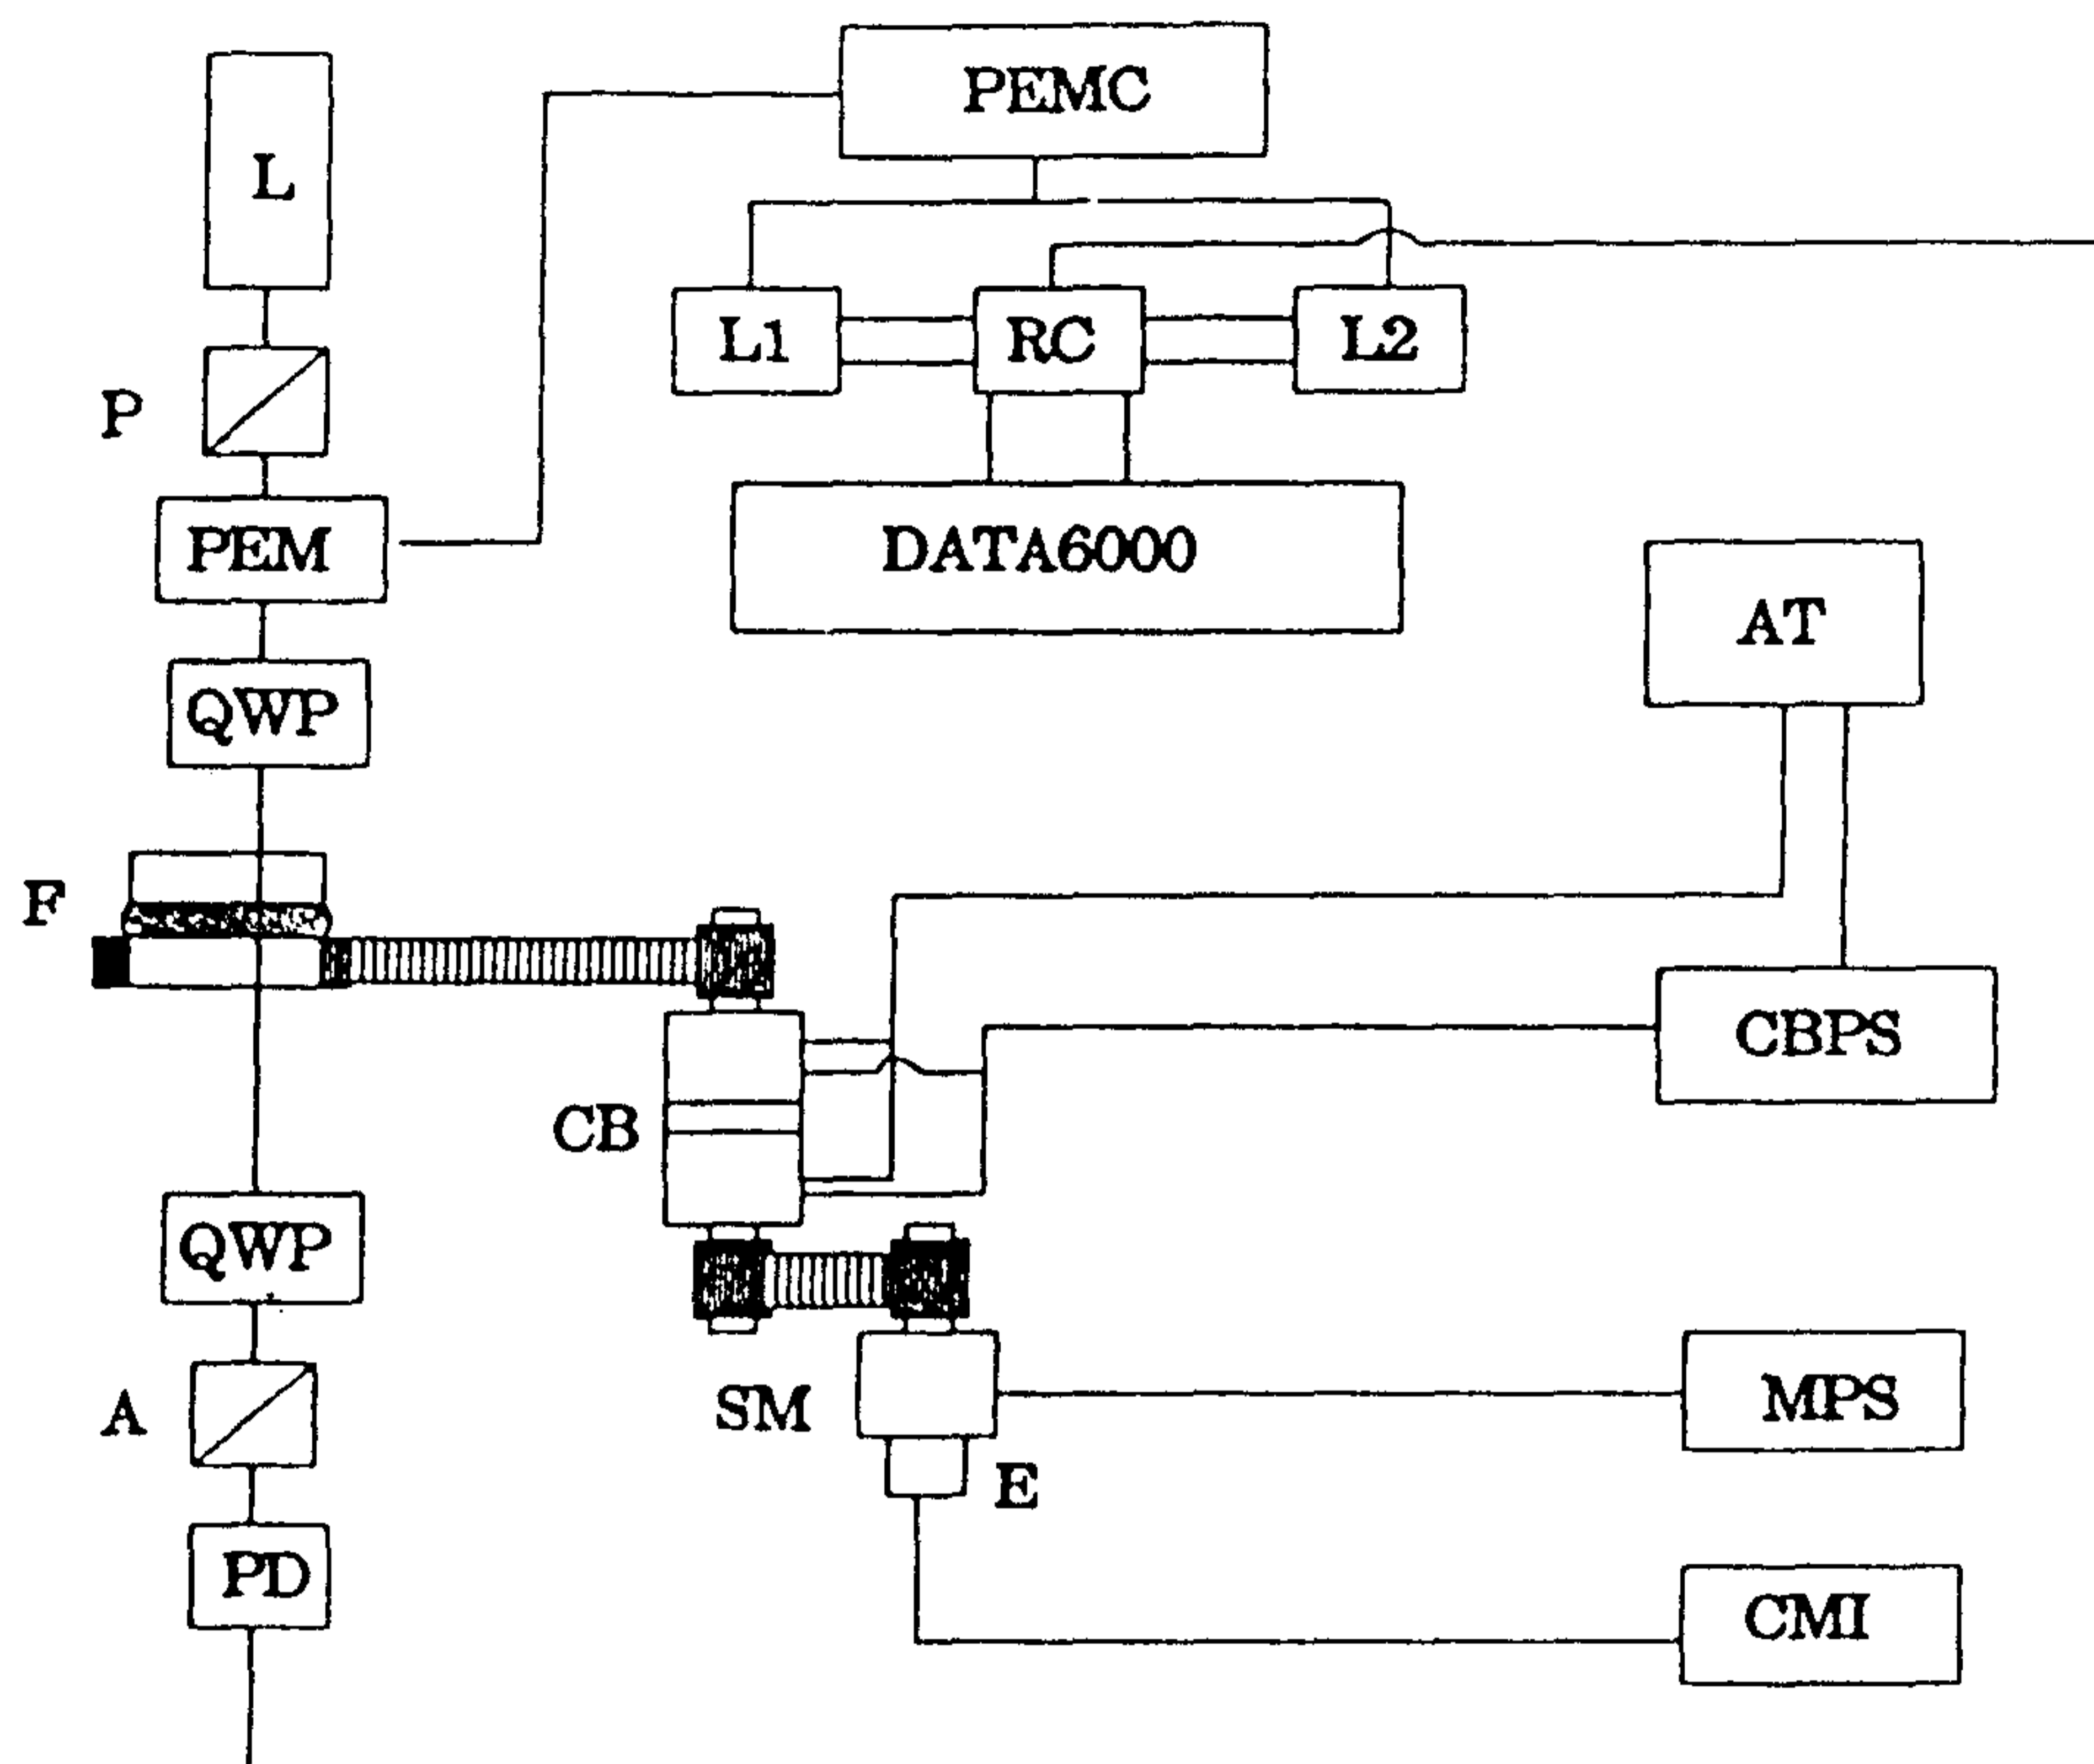 PEMC
L
L1
RC
L2
P
PEM
DATA6000
AT
QWP
F
CBPS
CB
QWP
SM
MPS
A
E
PD
CMI